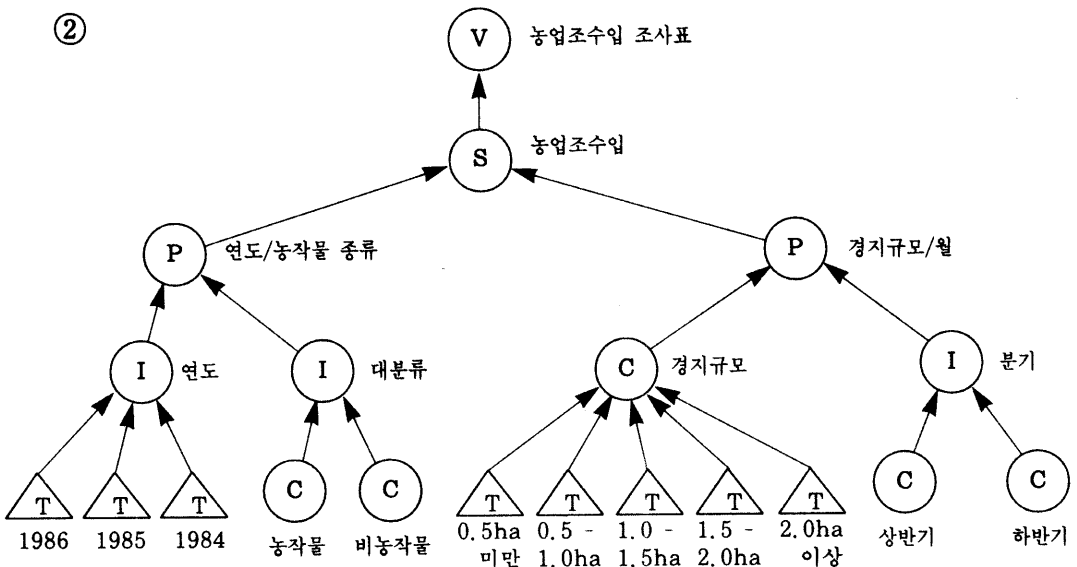 ②
V 농업조수입 조사표
S 농업조수입
P 연도/농작물 종류
P 경지규모/월
I 연도
I 대분류
C 경지규모
I 분기
T T T
C C
T T T T T
C C
1986 1985 1984
농작물 비농작물
0.5ha 0.5 - 1.0 - 1.5 - 2.0ha
미만 1.0ha 1.5ha 2.0ha 이상
상반기 하반기